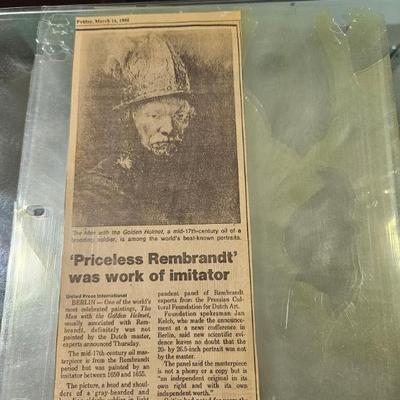 Friday, March 14, 1986
The Man with the Golden Helmet, a mid-17th-century oil of a
brooding soldier, is among the world's best-known portraits.
'Priceless Rembrandt'
was work of imitator
United Press International
BERLIN — One of the world's
most celebrated paintings, The
Man with the Golden Helmet,
usually associated with Rem-
brandt, definitely was not
painted by the Dutch master,
experts announced Thursday.
The mid-17th-century oil mas-
terpiece is from the Rembrandt
period but was painted by an
imitator between 1650 and 1655.
The picture, a head and shoul-
ders of a gray-bearded and
elderly soldier in light
pendent panel of Rembrandt
experts from the Prussian Cul-
tural Foundation for Dutch Art.
Foundation spokesman Jan
Kelch, who made the announce-
ment at a news conference in
Berlin, said new scientific evi-
dence leaves no doubt that the
20- by 26.5-inch portrait was not
by the master.
The panel said the masterpiece
is not a phony or a copy but is
"an independent original in its
own right and with its own
independent worth."